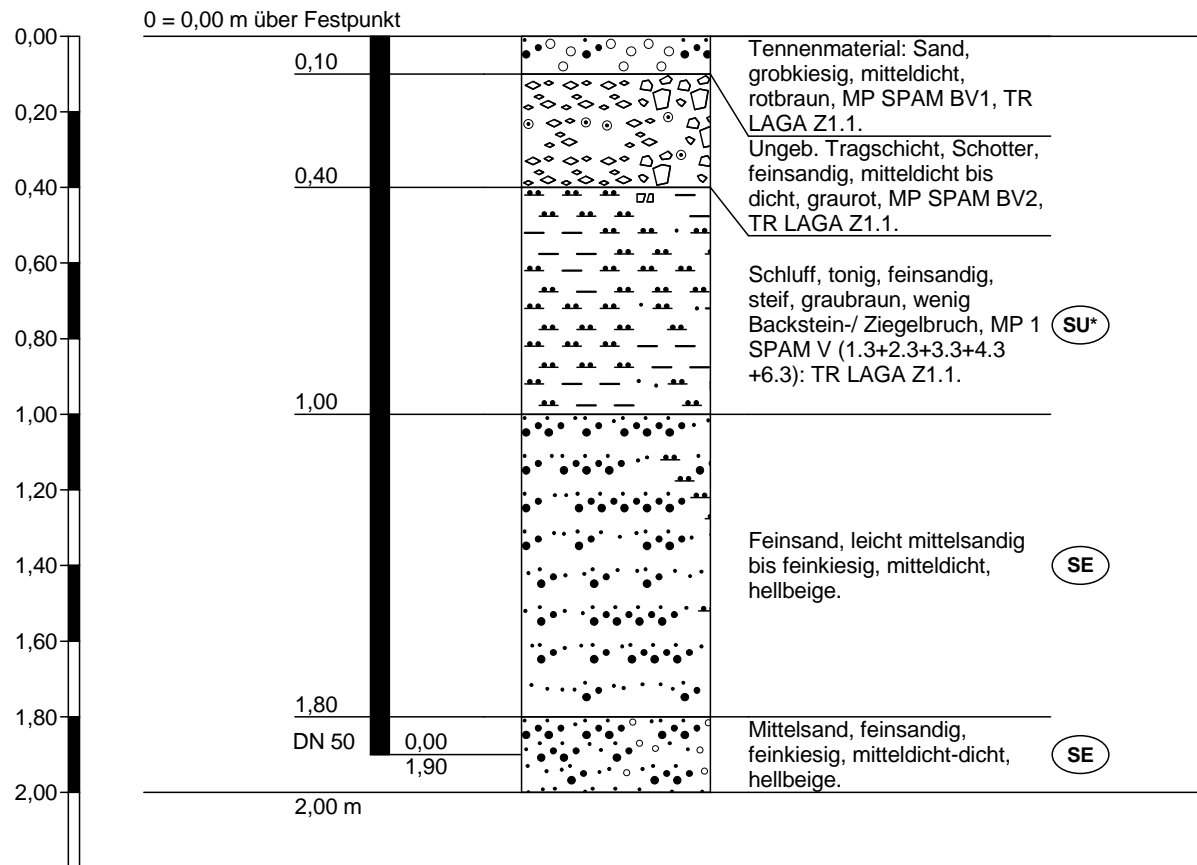 0 = 0,00 m über Festpunkt
0,00
0,20
0,40
0,60
0,80
1,00
1,20
1,40
1,60
1,80
2,00
0,10
0,40
1,00
1,80
DN 50
0,00
1,90
2,00 m
Tennenmaterial: Sand,
grobkiesig, mitteldicht,
rotbraun, MP SPAM BV1, TR
LAGA Z1.1.
Ungeb. Tragschicht, Schotter,
feinsandig, mitteldicht bis
dicht, graurot, MP SPAM BV2,
TR LAGA Z1.1.
Schluff, tonig, feinsandig,
steif, graubraun, wenig
Backstein-/ Ziegelbruch, MP 1
SPAM V (1.3+2.3+3.3+4.3
+6.3): TR LAGA Z1.1.
SU*
Feinsand, leicht mittelsandig
bis feinkiesig, mitteldicht,
hellbeige.
SE
Mittelsand, feinsandig,
feinkiesig, mitteldicht-dicht,
hellbeige.
SE